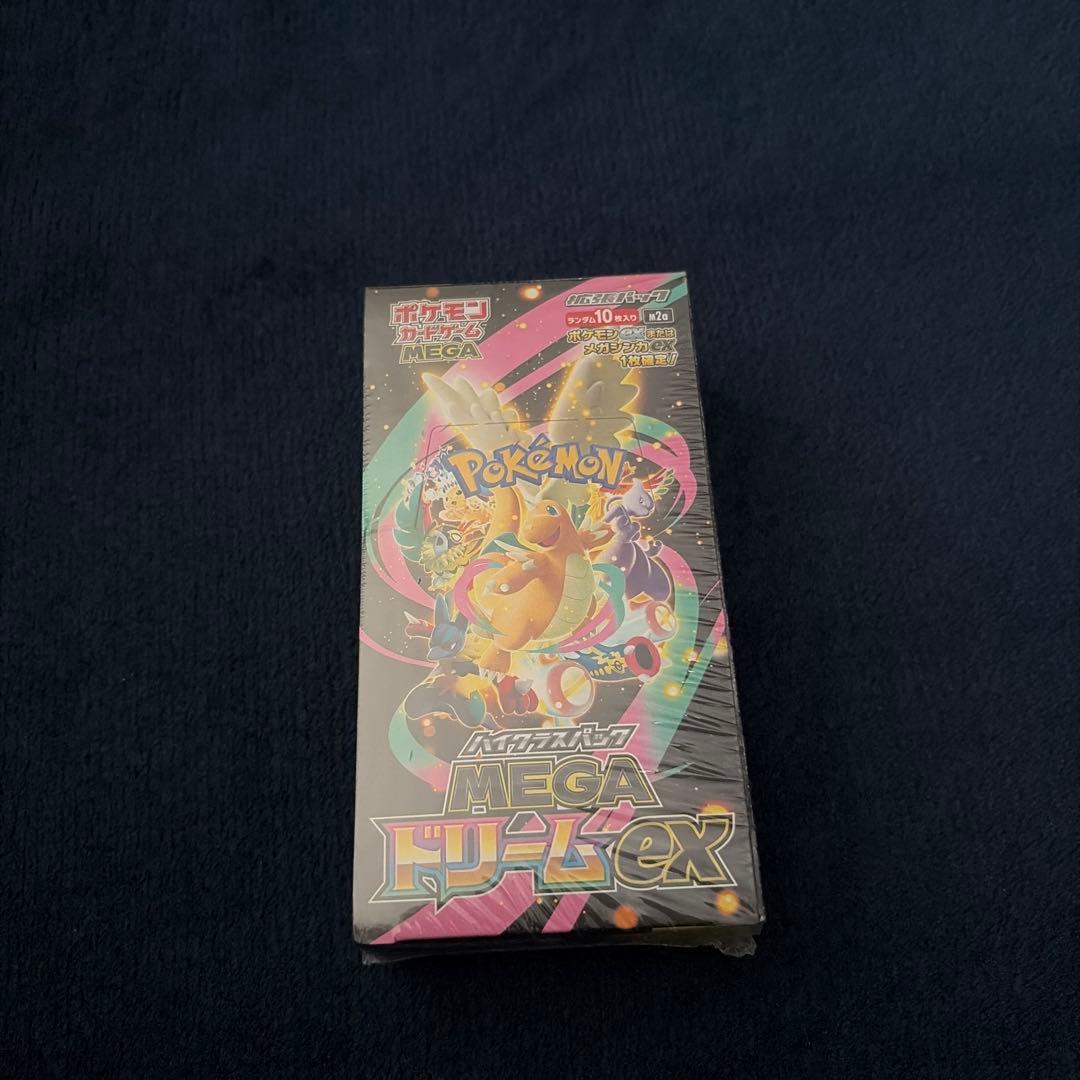 ポケモン
カードゲーム
MEGA
拡張パック
ランダム10枚入り M2a
ポケモンexまたは
メガシンカex
1枚確定!
POKÉMON
ハイクラスパック
MEGA
ドリームex